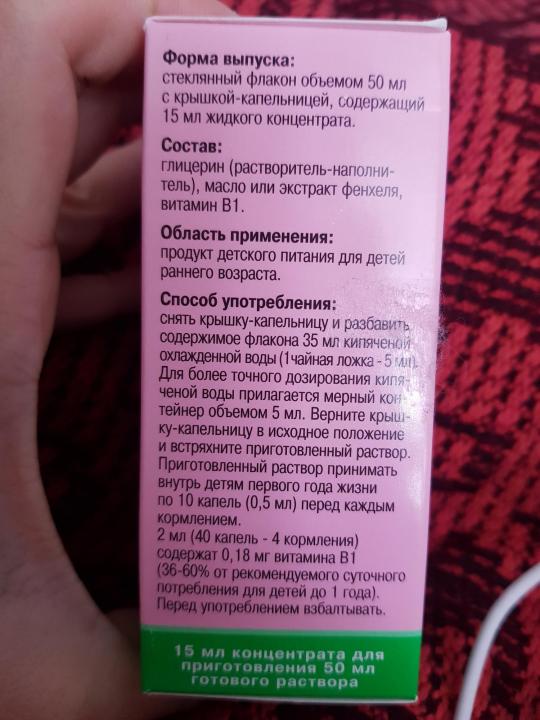 Форма выпуска:
стеклянный флакон объемом 50 мл
с крышкой-капельницей, содержащий
15 мл жидкого концентрата.
Состав:
глицерин (растворитель-наполни-
тель), масло или экстракт фенхеля,
витамин В1.
Область применения:
продукт детского питания для детей
раннего возраста.
Способ употребления:
снять крышку-капельницу и разбавить
содержимое флакона 35 мл кипяченой
охлажденной воды (1чайная ложка - 5 мл).
Для более точного дозирования кипя-
ченой воды прилагается мерный кон-
тейнер объемом 5 мл. Верните крыш-
ку-капельницу в исходное положение
и встряхните приготовленный раствор.
Приготовленный раствор принимать
внутрь детям первого года жизни
по 10 капель (0,5 мл) перед каждым
кормлением.
2 мл (40 капель - 4 кормления)
содержат 0,18 мг витамина В1
(36-60% от рекомендуемого суточного
потребления для детей до 1 года).
Перед употреблением взбалтывать.
15 мл концентрата для
приготовления 50 мл
готового раствора